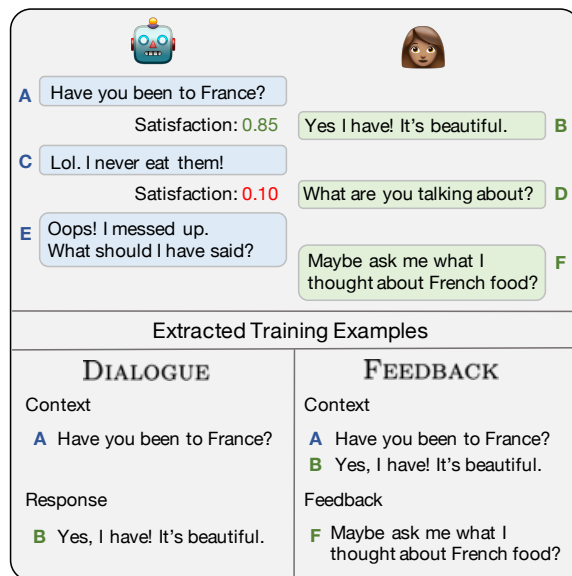 A Have you been to France?
Satisfaction: 0.85
Yes I have! It's beautiful. B
C Lol. I never eat them!
Satisfaction: 0.10
What are you talking about? D
E Oops! I messed up.
What should I have said?
Maybe ask me what I F
thought about French food?
Extracted Training Examples
DIALOGUE
Context
A Have you been to France?
Response
B Yes, I have! It's beautiful.
FEEDBACK
Context
A Have you been to France?
B Yes, I have! It's beautiful.
Feedback
F Maybe ask me what I
thought about French food?